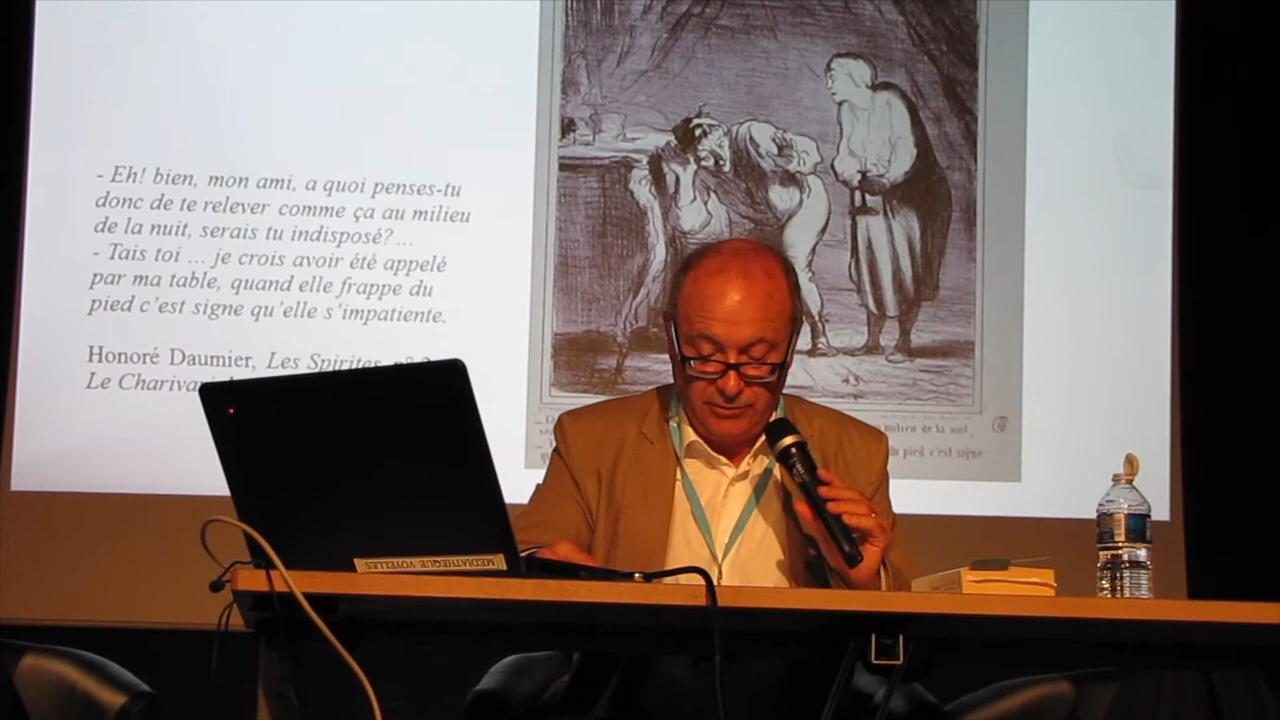 - Eh! bien, mon ami, a quoi penses-tu
donc de te relever comme ça au milieu
de la nuit, serais tu indisposé?...
- Tais toi ... je crois avoir été appelé
par ma table, quand elle frappe du
pied c'est signe qu'elle s'impatiente.
Honoré Daumier, Les Spirites, n°
Le Charivari
milieu de la nuit,
du pied c'est signe
MEDIATHEQUE VOYELLES